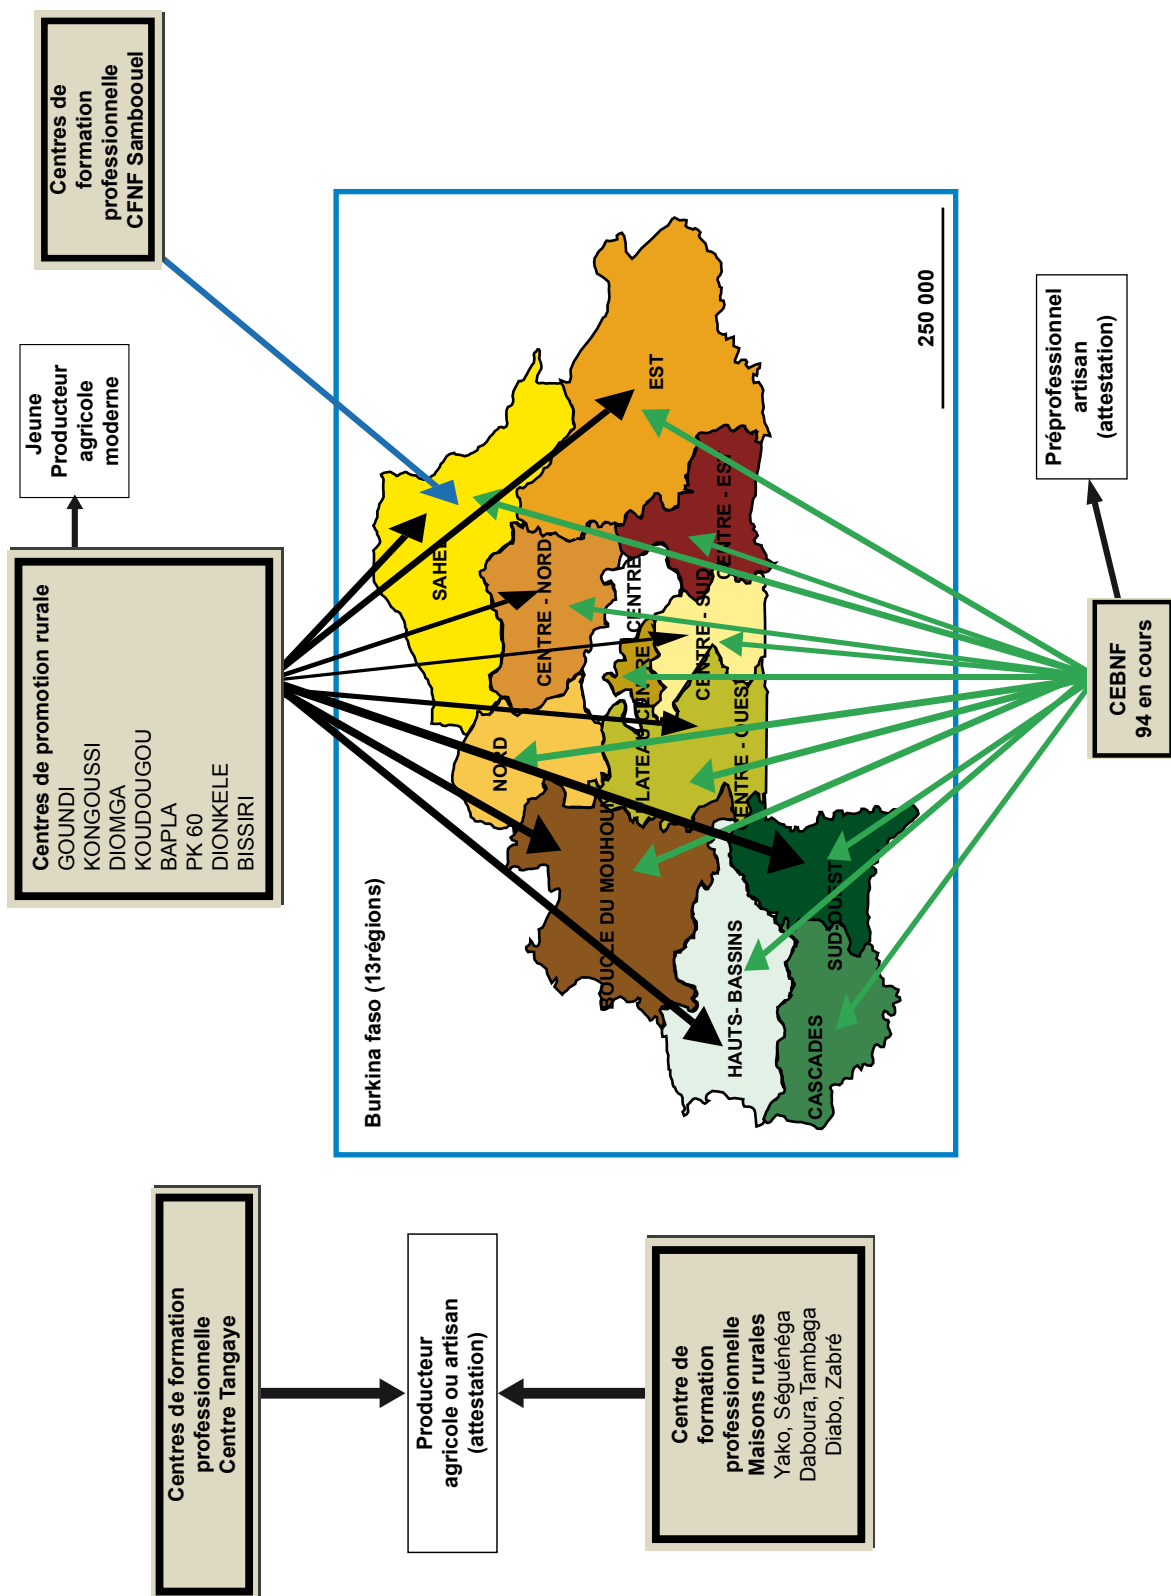 Centres de formation
professionnelle
Centre Tangaye
Producteur
agricole ou artisan
(attestation)
Centre de
formation
professionnelle
Maisons rurales
Yako, Séguénéga
Daboura,Tambaga
Diabo, Zabré
Centres de promotion rurale
GOUNDI
KONGOUSSI
DIOMGA
KOUDOUGOU
BAPLA
PK 60
DIONKELE
BISSIRI
Jeune
Producteur
agricole
moderne
Centres de
formation
professionnelle
CFNF Samboouel
Burkina faso (13régions)
SAHEL
NORD
CENTRE - NORD
EST
BOUCLE DU MOUHOUN
PLATEAU CENTRE
CENTRE
CENTRE - SUD
CENTRE - EST
CENTRE - OUEST
HAUTS- BASSINS
SUD-OUEST
CASCADES
250 000
CEBNF
94 en cours
Préprofessionnel
artisan
(attestation)